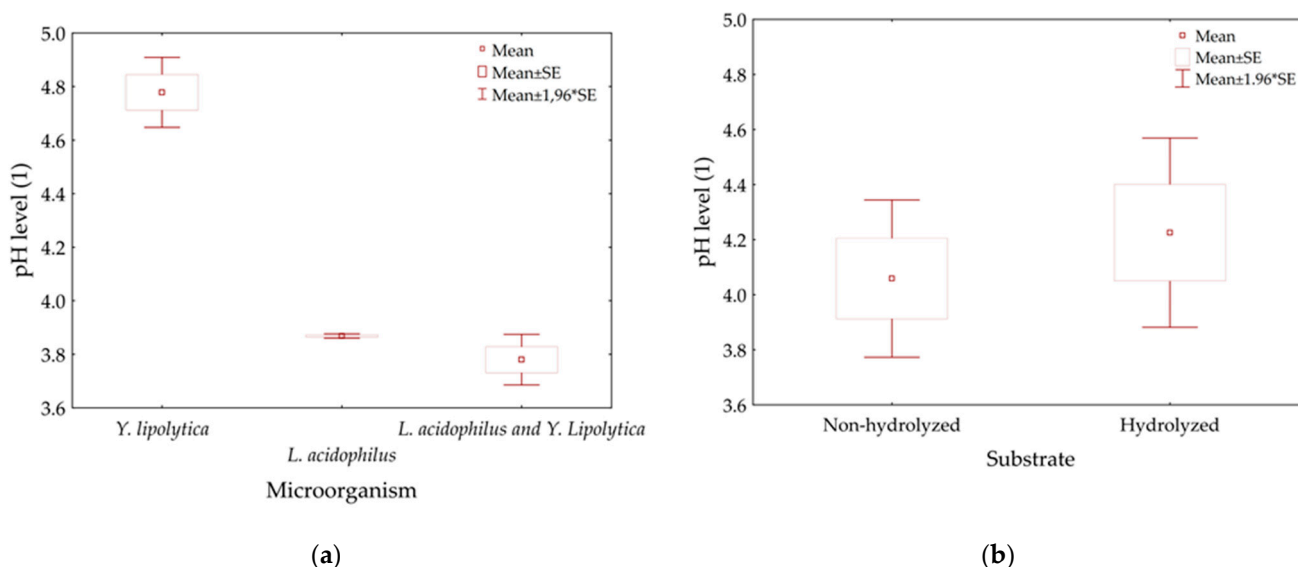 5.0
4.8
4.6
4.4
4.2
4.0
3.8
3.6
pH level (1)
Mean
Mean±SE
Mean±1,96*SE
Y. lipolytica
L. acidophilus
L. acidophilus and Y. Lipolytica
Microorganism
(a)
5.0
4.8
4.6
4.4
4.2
4.0
3.8
3.6
pH level (1)
Mean
Mean±SE
Mean±1.96*SE
Non-hydrolyzed
Hydrolyzed
Substrate
(b)